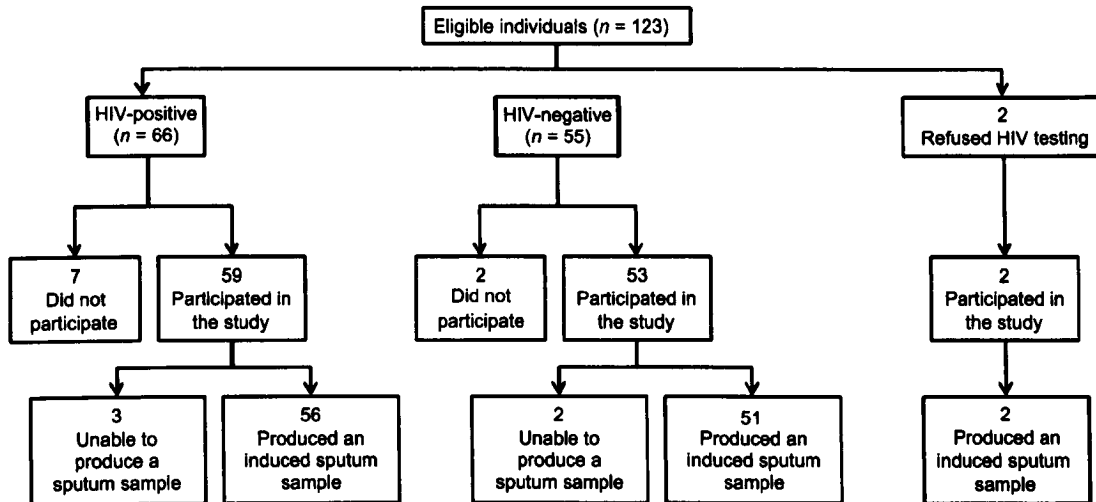 Eligible individuals (n = 123)
HIV-positive
(n = 66)
HIV-negative
(n = 55)
2
Refused HIV testing
7
Did not
participate
59
Participated in
the study
2
Did not
participate
53
Participated in
the study
2
Participated in
the study
3
Unable to
produce a
sputum sample
56
Produced an
induced sputum
sample
2
Unable to
produce a
sputum sample
51
Produced an
induced sputum
sample
2
Produced an
induced sputum
sample